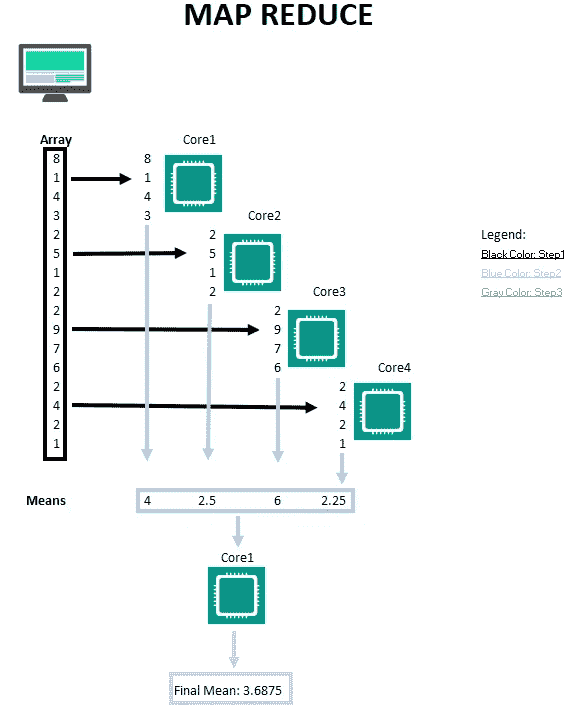 MAP REDUCE
Array
8
1
4
3
2
5
1
2
2
9
7
6
2
4
2
1
Core1
8
1
4
3
Core2
2
5
1
2
Core3
2
9
7
6
Core4
2
4
2
1
Legend:
Black Color: Step1
Blue Color: Step2
Gray Color: Step3
Means 4 2.5 6 2.25
Core1
Final Mean: 3.6875